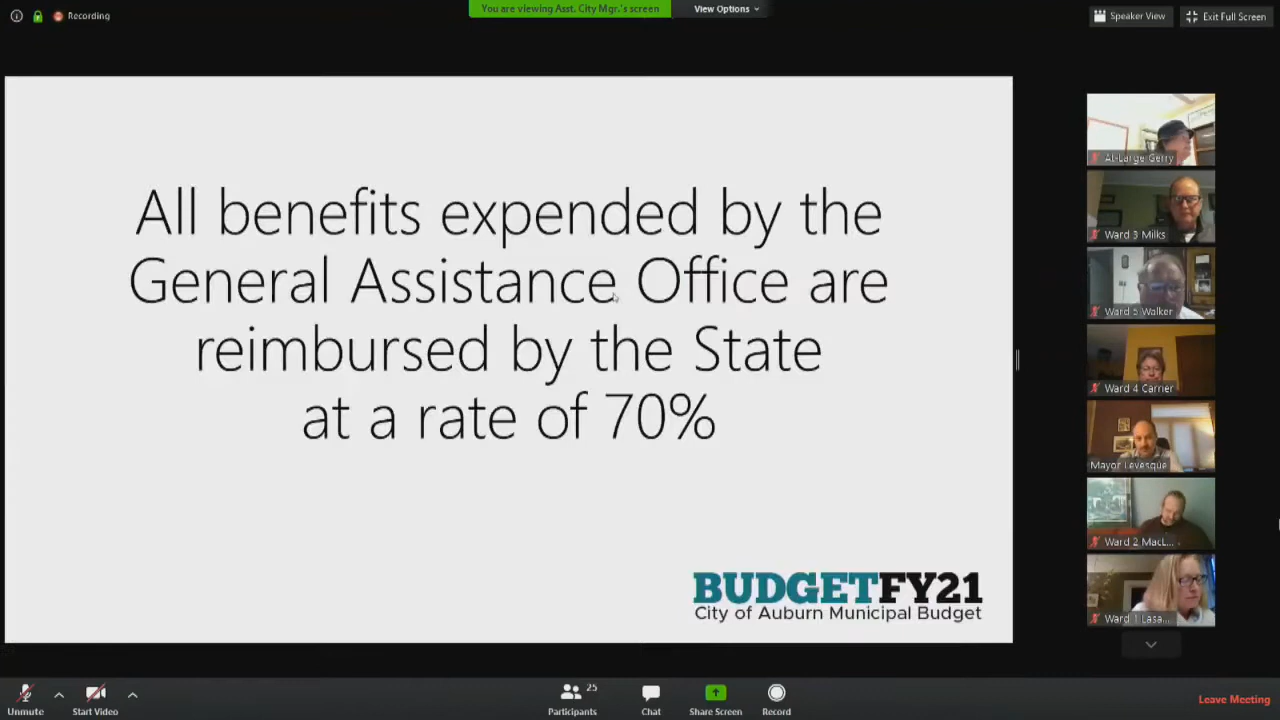 Recording
You are viewing Asst. City Mgr.'s screen
View Options
Speaker View
Exit Full Screen
All benefits expended by the
General Assistance Office are
reimbursed by the State
at a rate of 70%
BUDGETFY21
City of Auburn Municipal Budget
At-Large Gerry
Ward 3 Milks
Ward 5 Walker
Ward 4 Carrier
Mayor Levesque
Ward 2 MacL...
Ward 1 Lasa...
Unmute
Start Video
Participants
25
Chat
Share Screen
Record
Leave Meeting